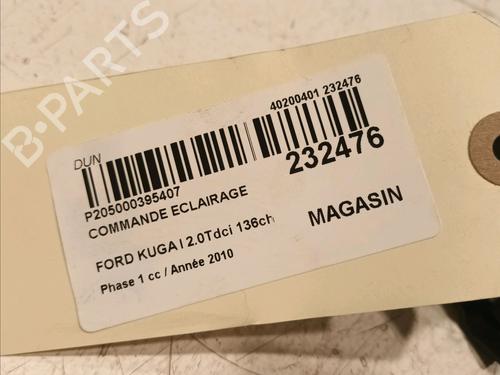 B-PARTS
DUN
40200401 232476
P205000395407
232476
COMMANDE ECLAIRAGE
MAGASIN
FORD KUGA I 2.0Tdci 136ch
Phase 1 cc / Année 2010